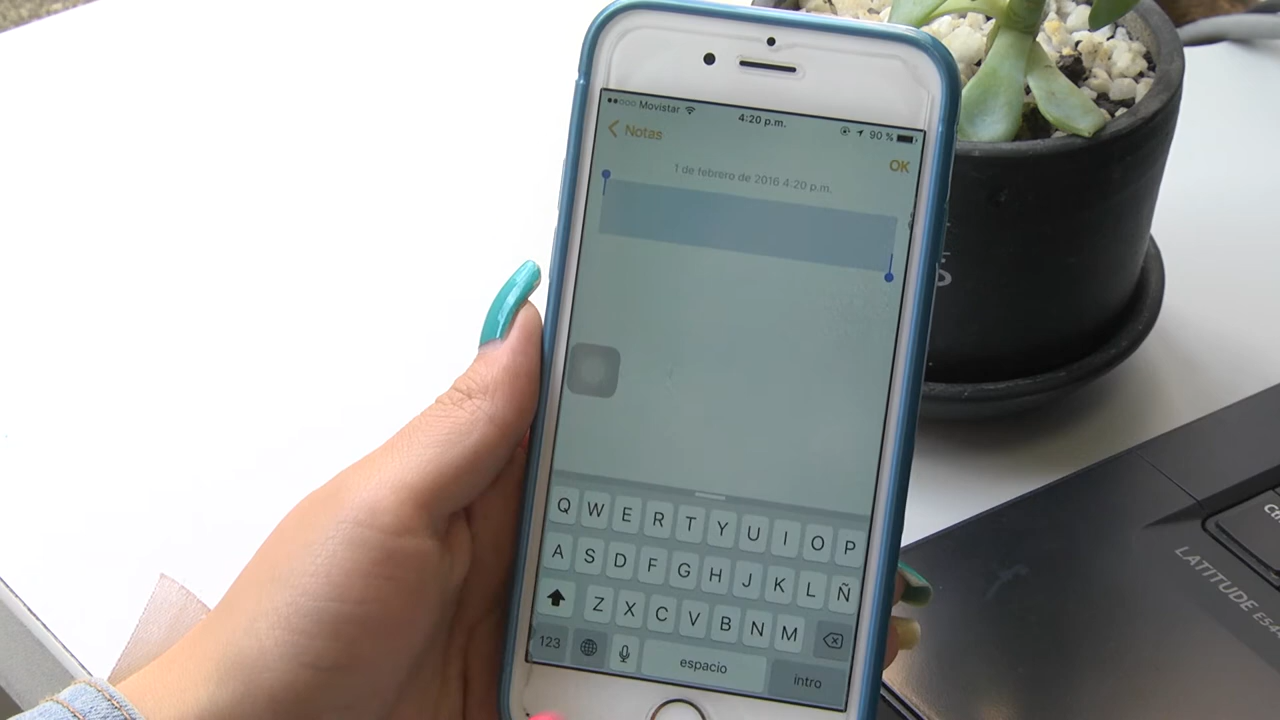 Movistar
4:20 p.m.
90 %
Notas
OK
1 de febrero de 2016 4:20 p.m.
Q W E R T Y U I O P
A S D F G H J K L Ñ
Z X C V B N M
123
espacio
intro
LATITUDE